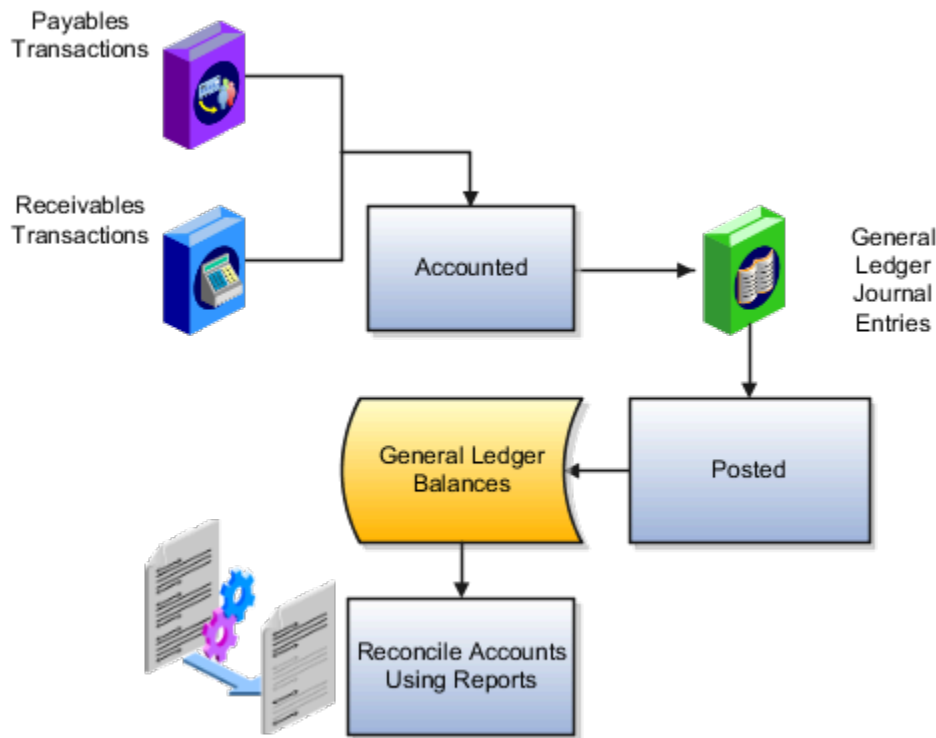 Payables
Transactions
Receivables
Transactions
Accounted
General
Ledger
Journal
Entries
General Ledger
Balances
Posted
Reconcile Accounts
Using Reports